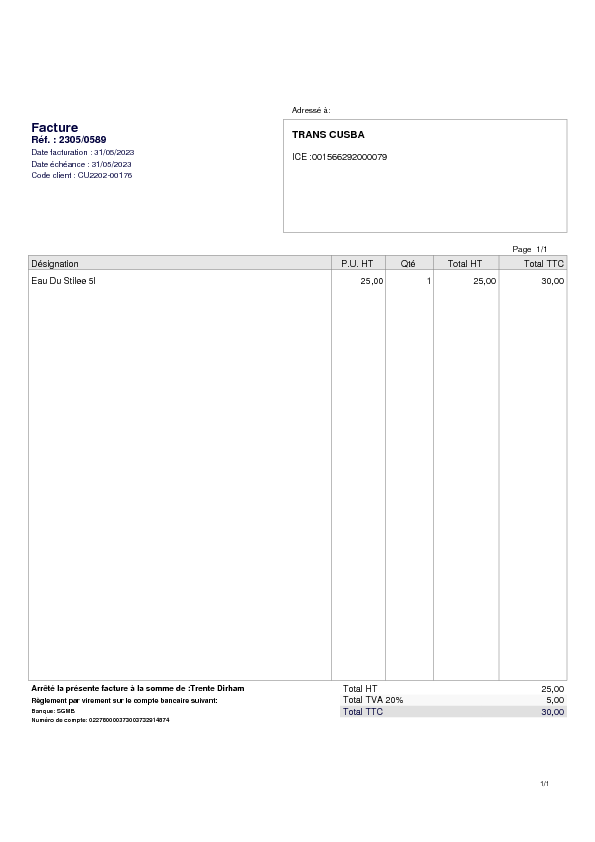 Adressé à:
Facture
Réf. : 2305/0589
Date facturation : 31/05/2023
Date échéance : 31/05/2023
Code client : CU2202-00176
TRANS CUSBA
ICE :001566292000079
Page 1/1
Désignation P.U. HT Qté Total HT Total TTC
Eau Du Stilee 5l 25,00 1 25,00 30,00
Arrêté la présente facture à la somme de :Trente Dirham
Règlement par virement sur le compte bancaire suivant:
Banque: SGMB
Numéro de compte:
Total HT 25,00
Total TVA 20% 5,00
Total TTC 30,00
1/1